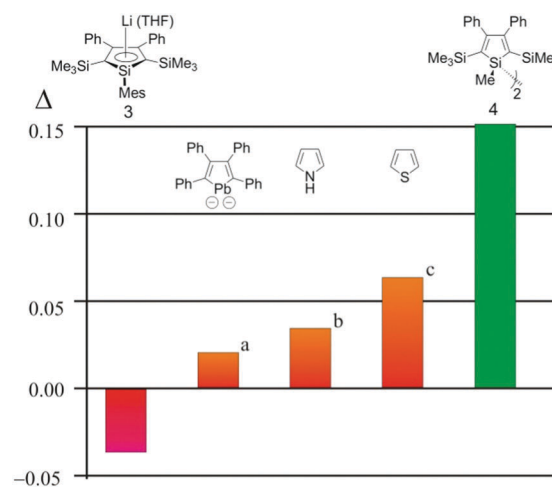 Li (THF)
Ph Ph
Me3Si SiMe3
Si
Mes
3
Ph Ph
Me3Si SiMe
Si
Me
2
4
Δ
0.15
0.10
0.05
0.00
−0.05
Ph Ph
Ph Ph
Pb
⊖ ⊖
N
H
S
a
b
c